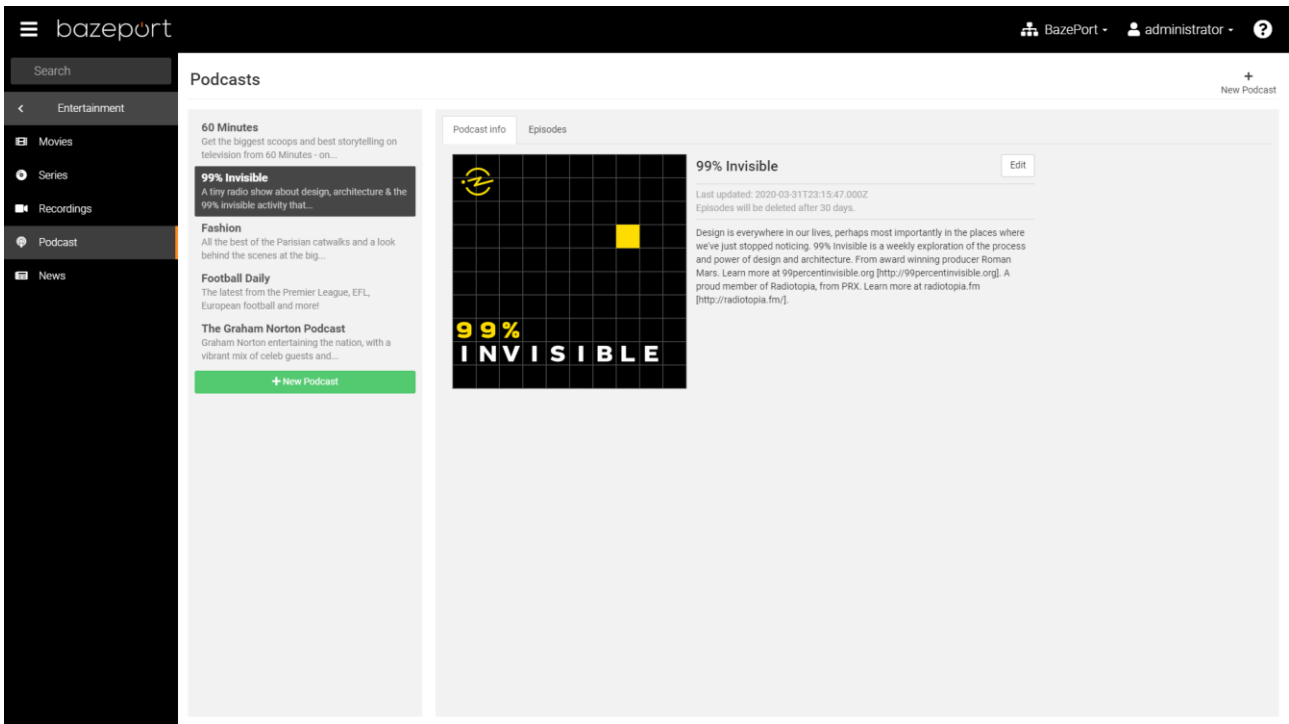 bazeport
BazePort
administrator
?
Search
Podcasts
New Podcast
Entertainment
Movies
Series
Recordings
Podcast
News
60 Minutes
Get the biggest scoops and best storytelling on
television from 60 Minutes - on...
99% Invisible
A tiny radio show about design, architecture & the
99% invisible activity that...
Fashion
All the best of the Parisian catwalks and a look
behind the scenes at the big...
Football Daily
The latest from the Premier League, EFL,
European football and more!
The Graham Norton Podcast
Graham Norton entertaining the nation, with a
vibrant mix of celeb guests and...
+ New Podcast
Podcast info
Episodes
99%
INVISIBLE
99% Invisible
Edit
Last updated: 2020-03-31T23:15:47.000Z
Episodes will be deleted after 30 days.
Design is everywhere in our lives, perhaps most importantly in the places where
we've just stopped noticing. 99% Invisible is a weekly exploration of the process
and power of design and architecture. From award winning producer Roman
Mars. Learn more at 99percentinvisible.org [http://99percentinvisible.org]. A
proud member of Radiotopia, from PRX. Learn more at radiotopia.fm
[http://radiotopia.fm/].